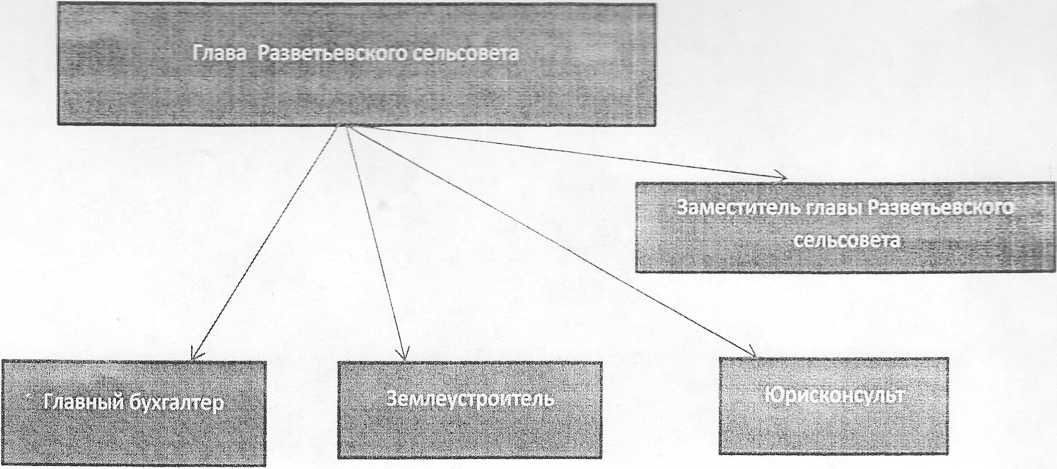 Глава Разветьевского сельсовета
Заместитель главы Разветьевского
сельсовета
Главный бухгалтер
Землеустроитель
Юрисконсульт